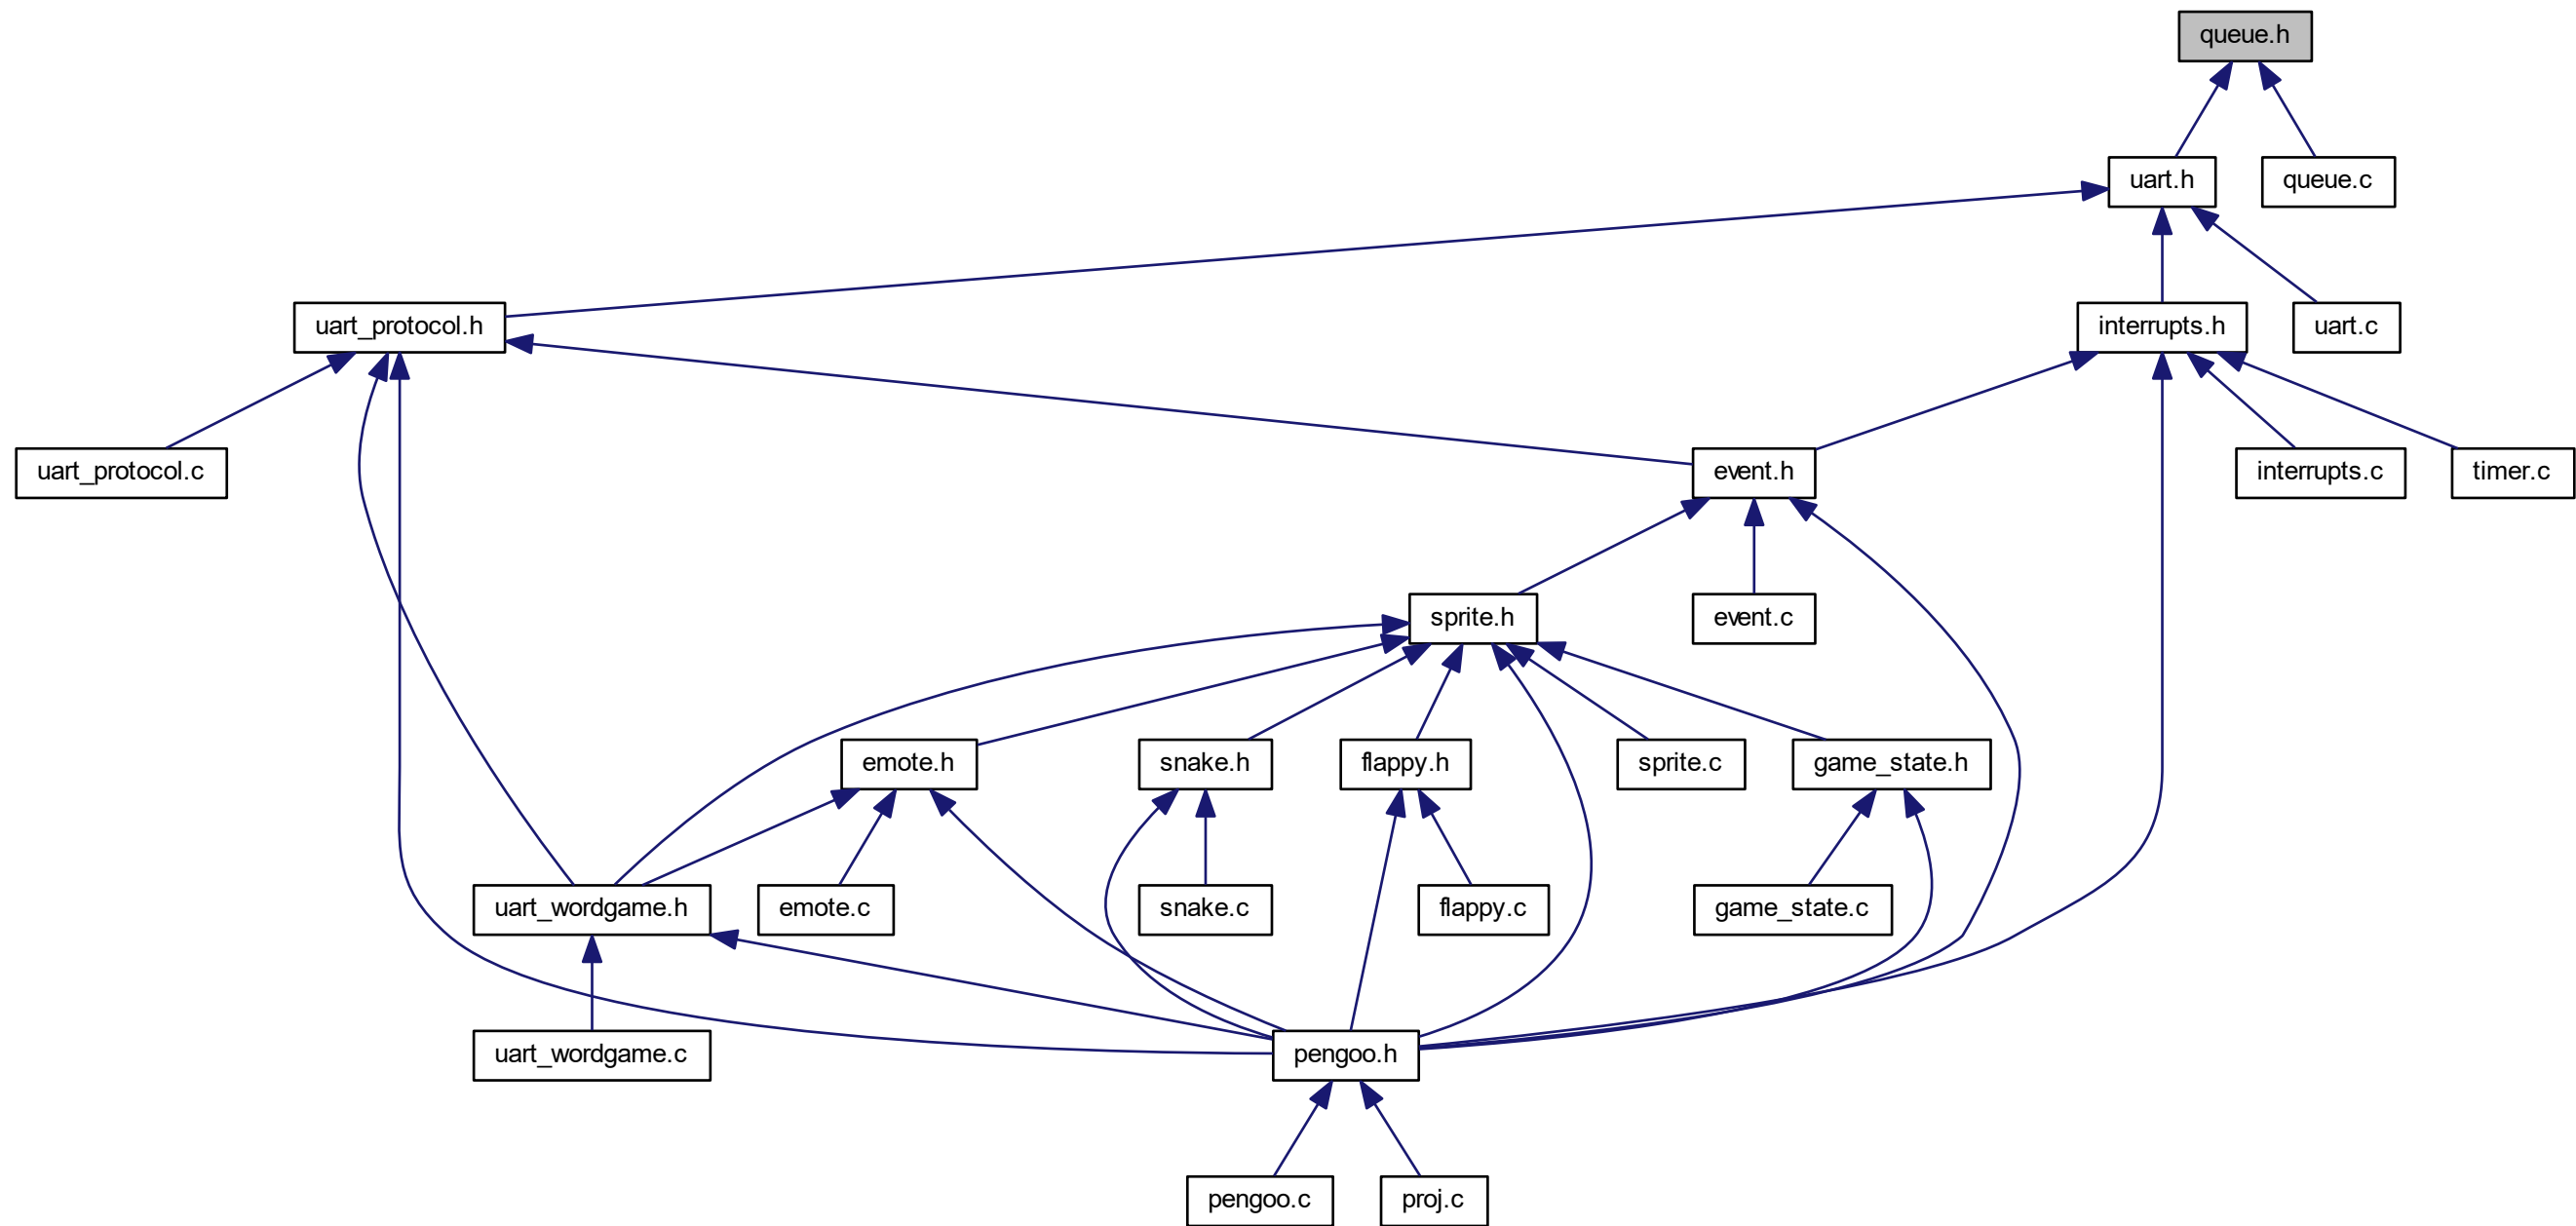 queue.h
uart.h
queue.c
uart_protocol.h
interrupts.h
uart.c
uart_protocol.c
event.h
interrupts.c
timer.c
sprite.h
event.c
emote.h
snake.h
flappy.h
sprite.c
game_state.h
uart_wordgame.h
emote.c
snake.c
flappy.c
game_state.c
uart_wordgame.c
pengoo.h
pengoo.c
proj.c